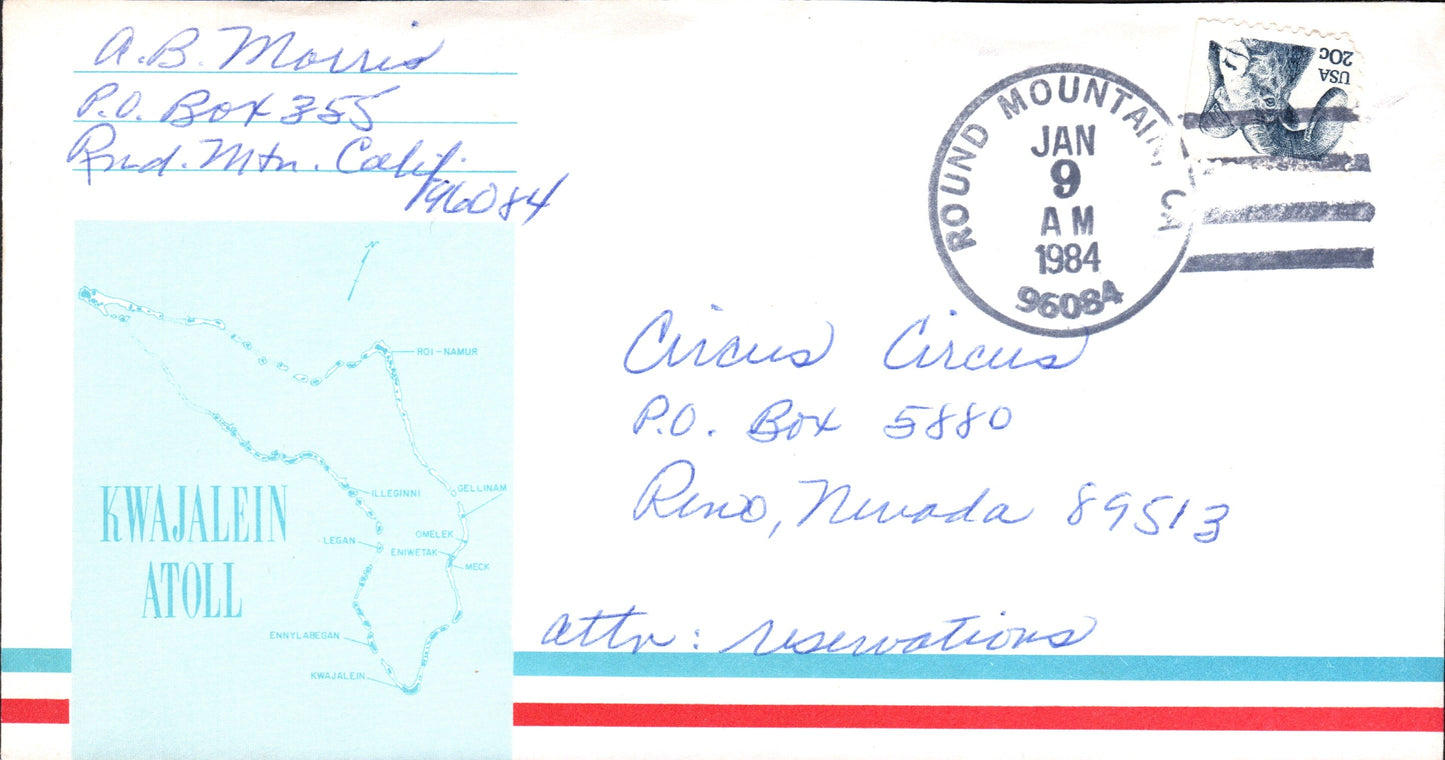 A.B. Morris
P.O. Box 355
Rnd. Mtn. Calif.
96084
USA
20c
ROUND MOUNTAIN, CA
JAN
9
AM
1984
96084
Circus Circus
P.O. Box 5880
Reno, Nevada 89513
attn: reservations
N
ROI-NAMUR
GELLINAM
ILLEGINNI
OMELEK
LEGAN
ENIWETAK
MECK
ENNYLABEGAN
KWAJALEIN
KWAJALEIN
ATOLL